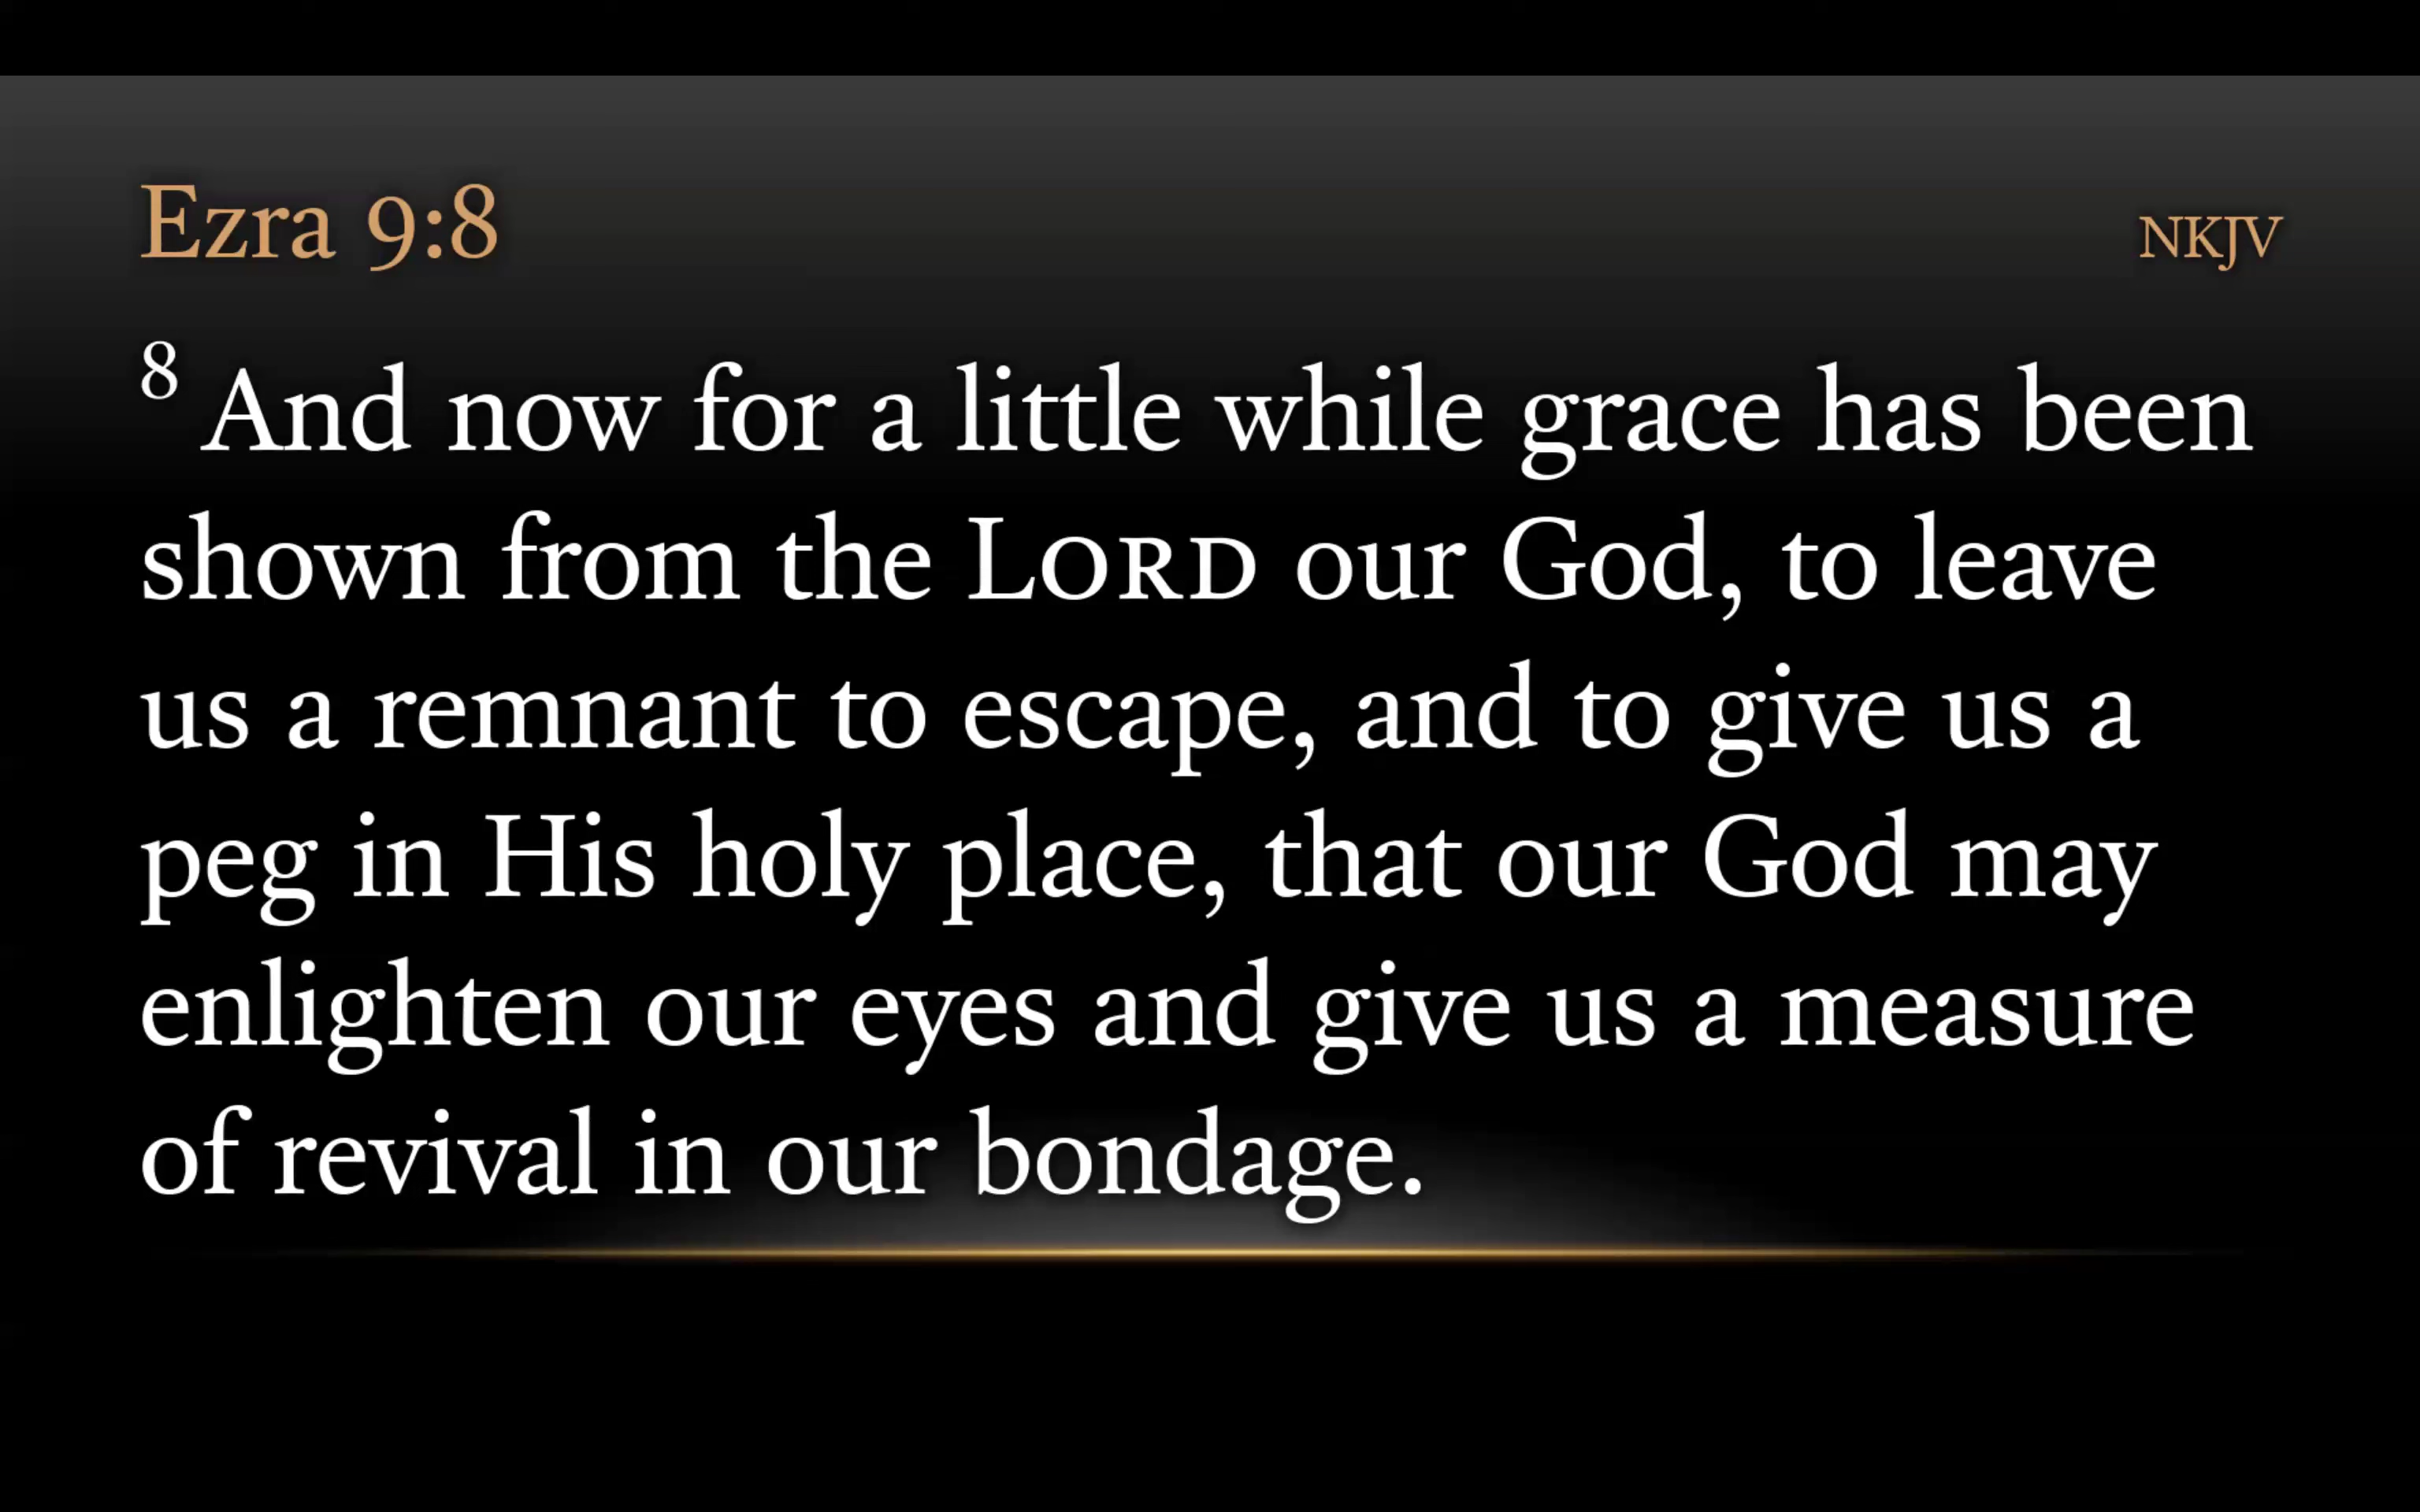 Ezra 9:8 NKJV
8 And now for a little while grace has been
shown from the LORD our God, to leave
us a remnant to escape, and to give us a
peg in His holy place, that our God may
enlighten our eyes and give us a measure
of revival in our bondage.